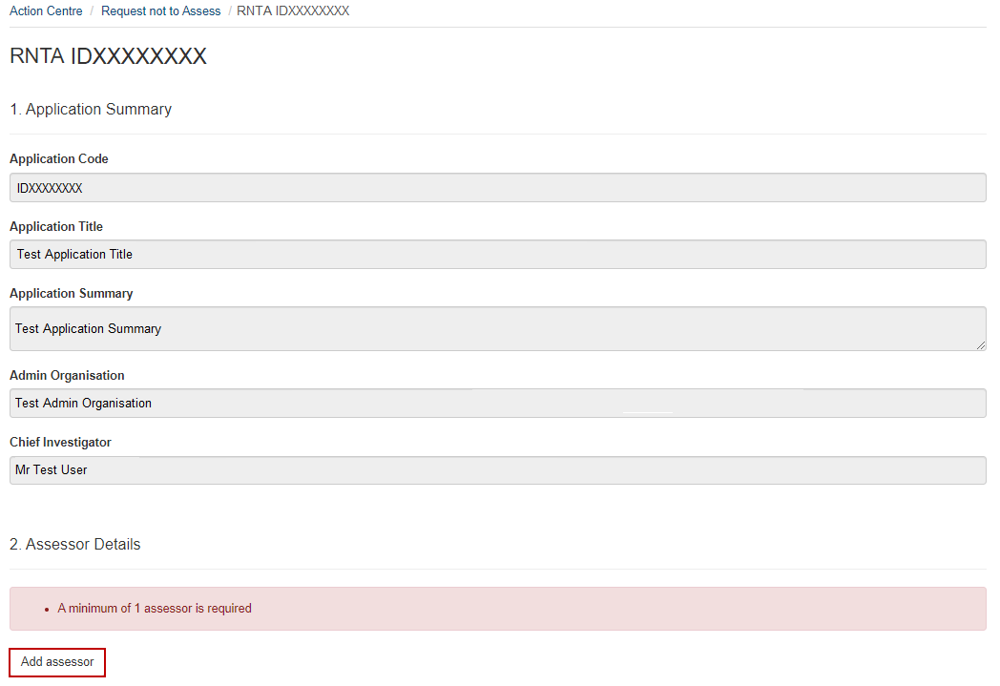 Action Centre / Request not to Assess / RNTA IDXXXXXXXX
RNTA IDXXXXXXXX
1. Application Summary
Application Code
IDXXXXXXXX
Application Title
Test Application Title
Application Summary
Test Application Summary
Admin Organisation
Test Admin Organisation
Chief Investigator
Mr Test User
2. Assessor Details
• A minimum of 1 assessor is required
Add assessor